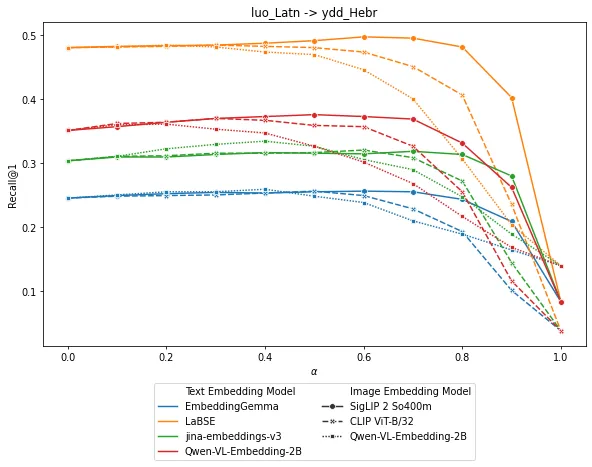 luo_Latn -> ydd_Hebr
0.5
0.4
0.3
0.2
0.1
Recall@1
0.0 0.2 0.4 0.6 0.8 1.0
α
Text Embedding Model Image Embedding Model
EmbeddingGemma SigLIP 2 So400m
LaBSE CLIP ViT-B/32
jina-embeddings-v3 Qwen-VL-Embedding-2B
Qwen-VL-Embedding-2B